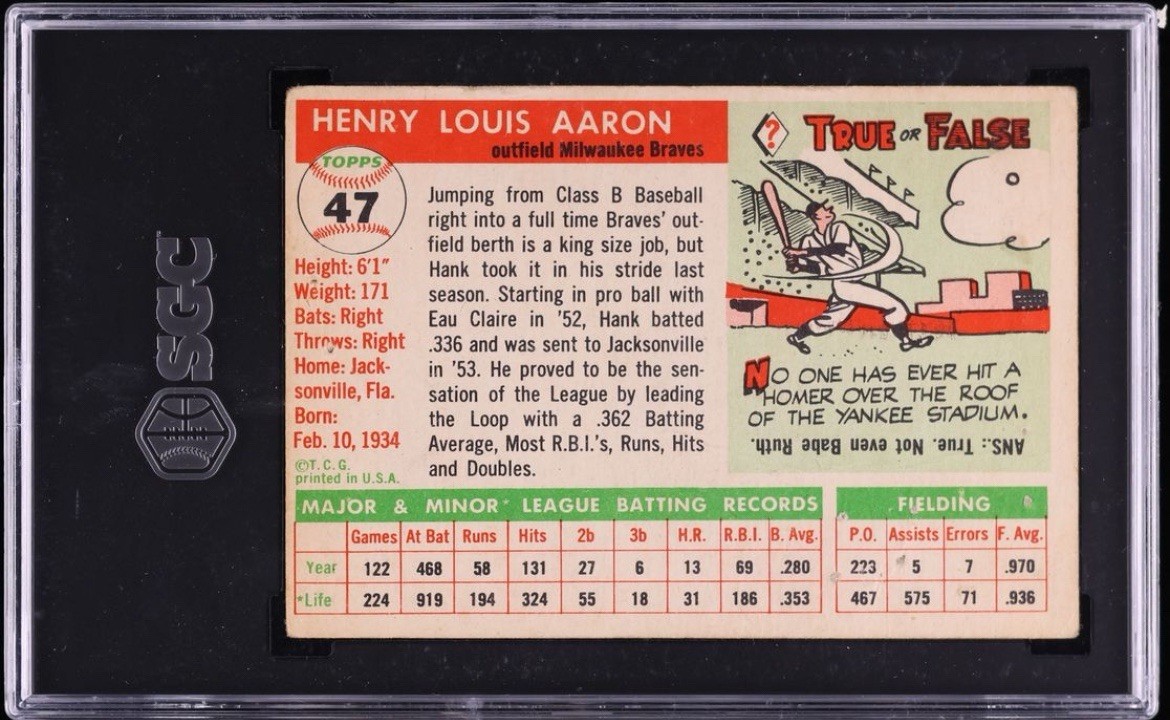 SGC
HENRY LOUIS AARON
outfield Milwaukee Braves
TOPPS
47
Height: 6'1"
Weight: 171
Bats: Right
Throws: Right
Home: Jack-
sonville, Fla.
Born:
Feb. 10, 1934
©T. C. G.
printed in U.S.A.
Jumping from Class B Baseball
right into a full time Braves' out-
field berth is a king size job, but
Hank took it in his stride last
season. Starting in pro ball with
Eau Claire in '52, Hank batted
.336 and was sent to Jacksonville
in '53. He proved to be the sen-
sation of the League by leading
the Loop with a .362 Batting
Average, Most R.B.I.'s, Runs, Hits
and Doubles.
? TRUE OR FALSE
NO ONE HAS EVER HIT A
HOMER OVER THE ROOF
OF THE YANKEE STADIUM.
ANS.: True. Not even Babe Ruth.
MAJOR & MINOR* LEAGUE BATTING RECORDS
Games At Bat Runs Hits 2b 3b H.R. R.B.I. B. Avg.
Year 122 468 58 131 27 6 13 69 .280
*Life 224 919 194 324 55 18 31 186 .353
FIELDING
P.O. Assists Errors F. Avg.
223 5 7 .970
467 575 71 .936